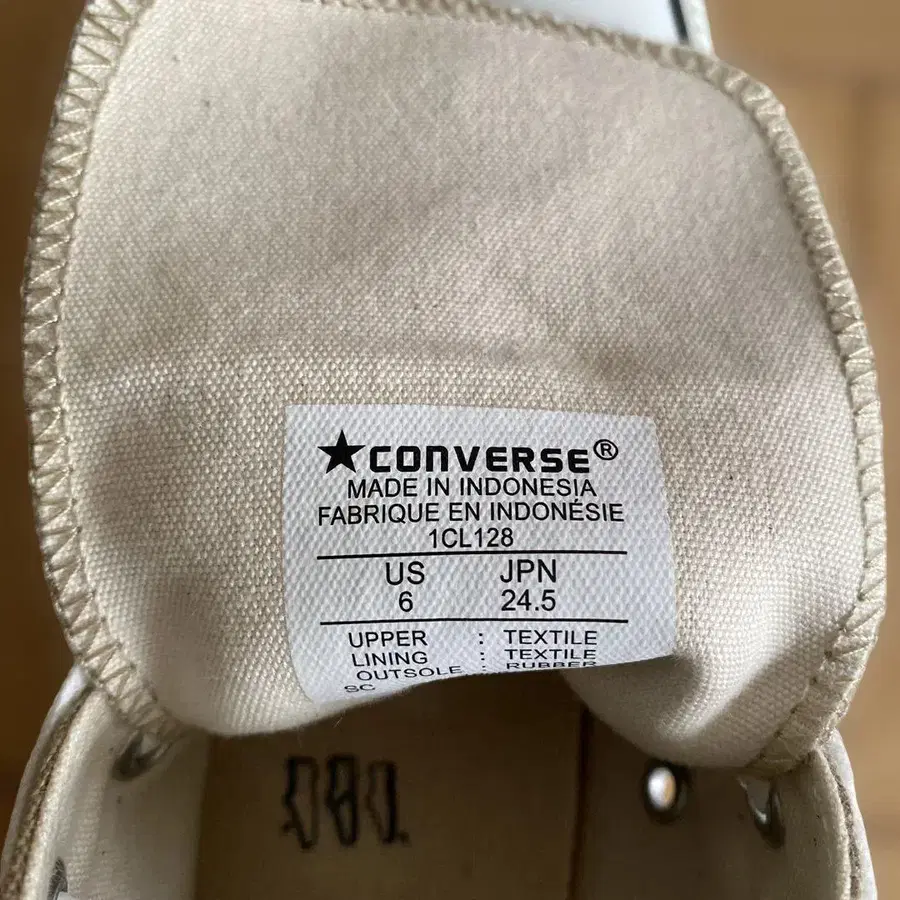 ★CONVERSE®
MADE IN INDONESIA
FABRIQUE EN INDONÉSIE
1CL128
US JPN
6 24.5
UPPER : TEXTILE
LINING : TEXTILE
OUTSOLE : RUBBER
SC